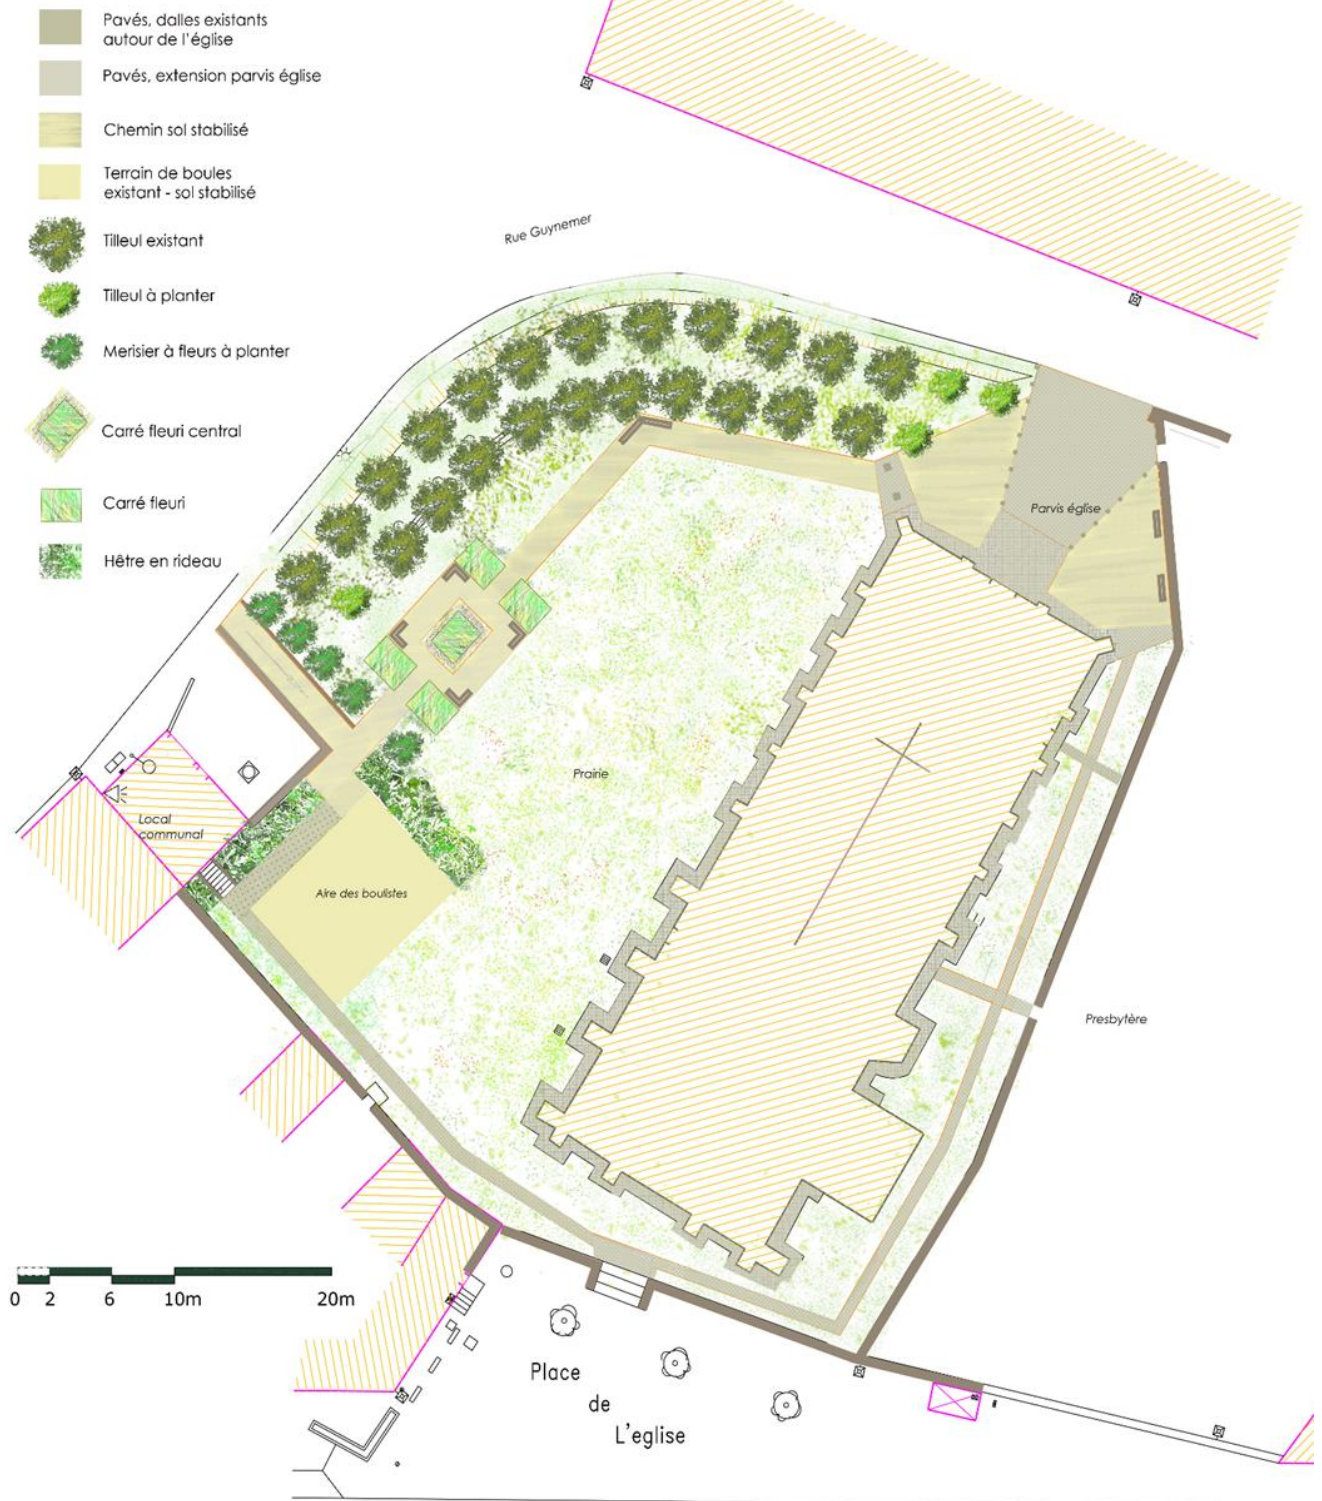 Pavés, dalles existants
autour de l'église
Pavés, extension parvis église
Chemin sol stabilisé
Terrain de boules
existant - sol stabilisé
Tilleul existant
Tilleul à planter
Merisier à fleurs à planter
Carré fleuri central
Carré fleuri
Hêtre en rideau
Rue Guynemer
Parvis église
Prairie
Local
communal
Aire des boulistes
Presbytère
0 2 6 10m 20m
Place
de
L'eglise